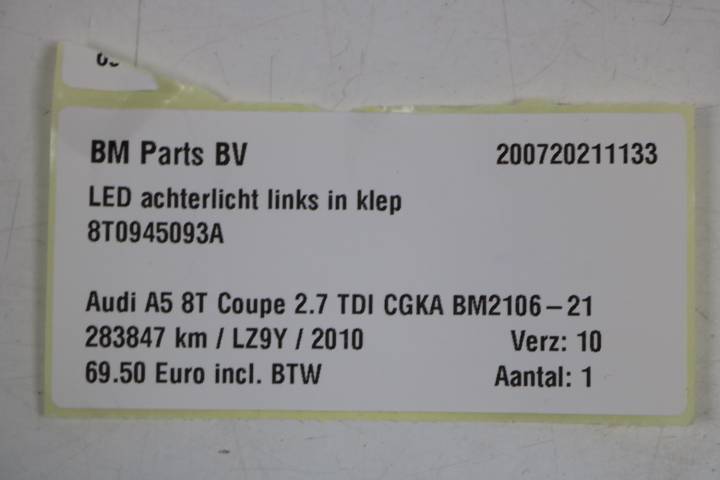 BM Parts BV 200720211133
LED achterlicht links in klep
8T0945093A
Audi A5 8T Coupe 2.7 TDI CGKA BM2106-21
283847 km / LZ9Y / 2010 Verz: 10
69.50 Euro incl. BTW Aantal: 1